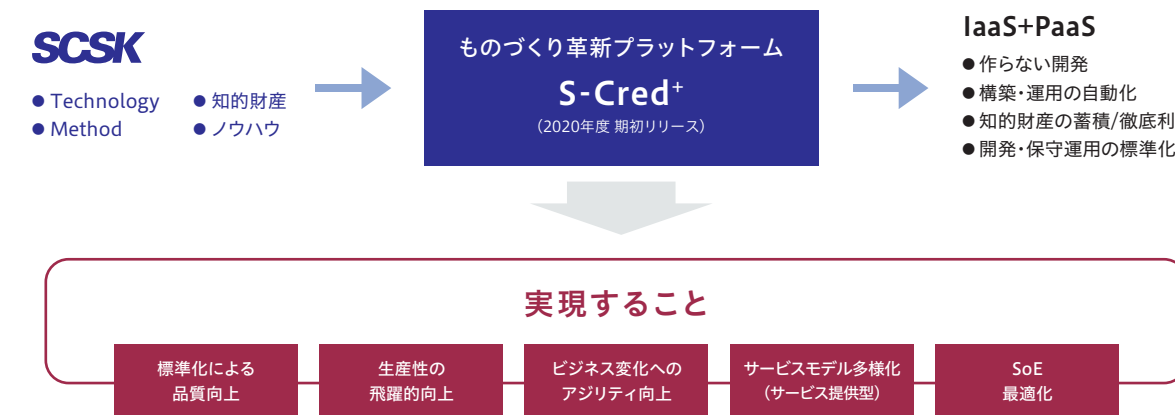 SCSK
● Technology
● 知的財産
● Method
● ノウハウ
ものづくり革新プラットフォーム
S-Cred⁺
（2020年度 期初リリース）
IaaS+PaaS
● 作らない開発
● 構築・運用の自動化
● 知的財産の蓄積/徹底利
● 開発・保守運用の標準化
実現すること
標準化による
品質向上
生産性の
飛躍的向上
ビジネス変化への
アジリティ向上
サービスモデル多様化
（サービス提供型）
SoE
最適化